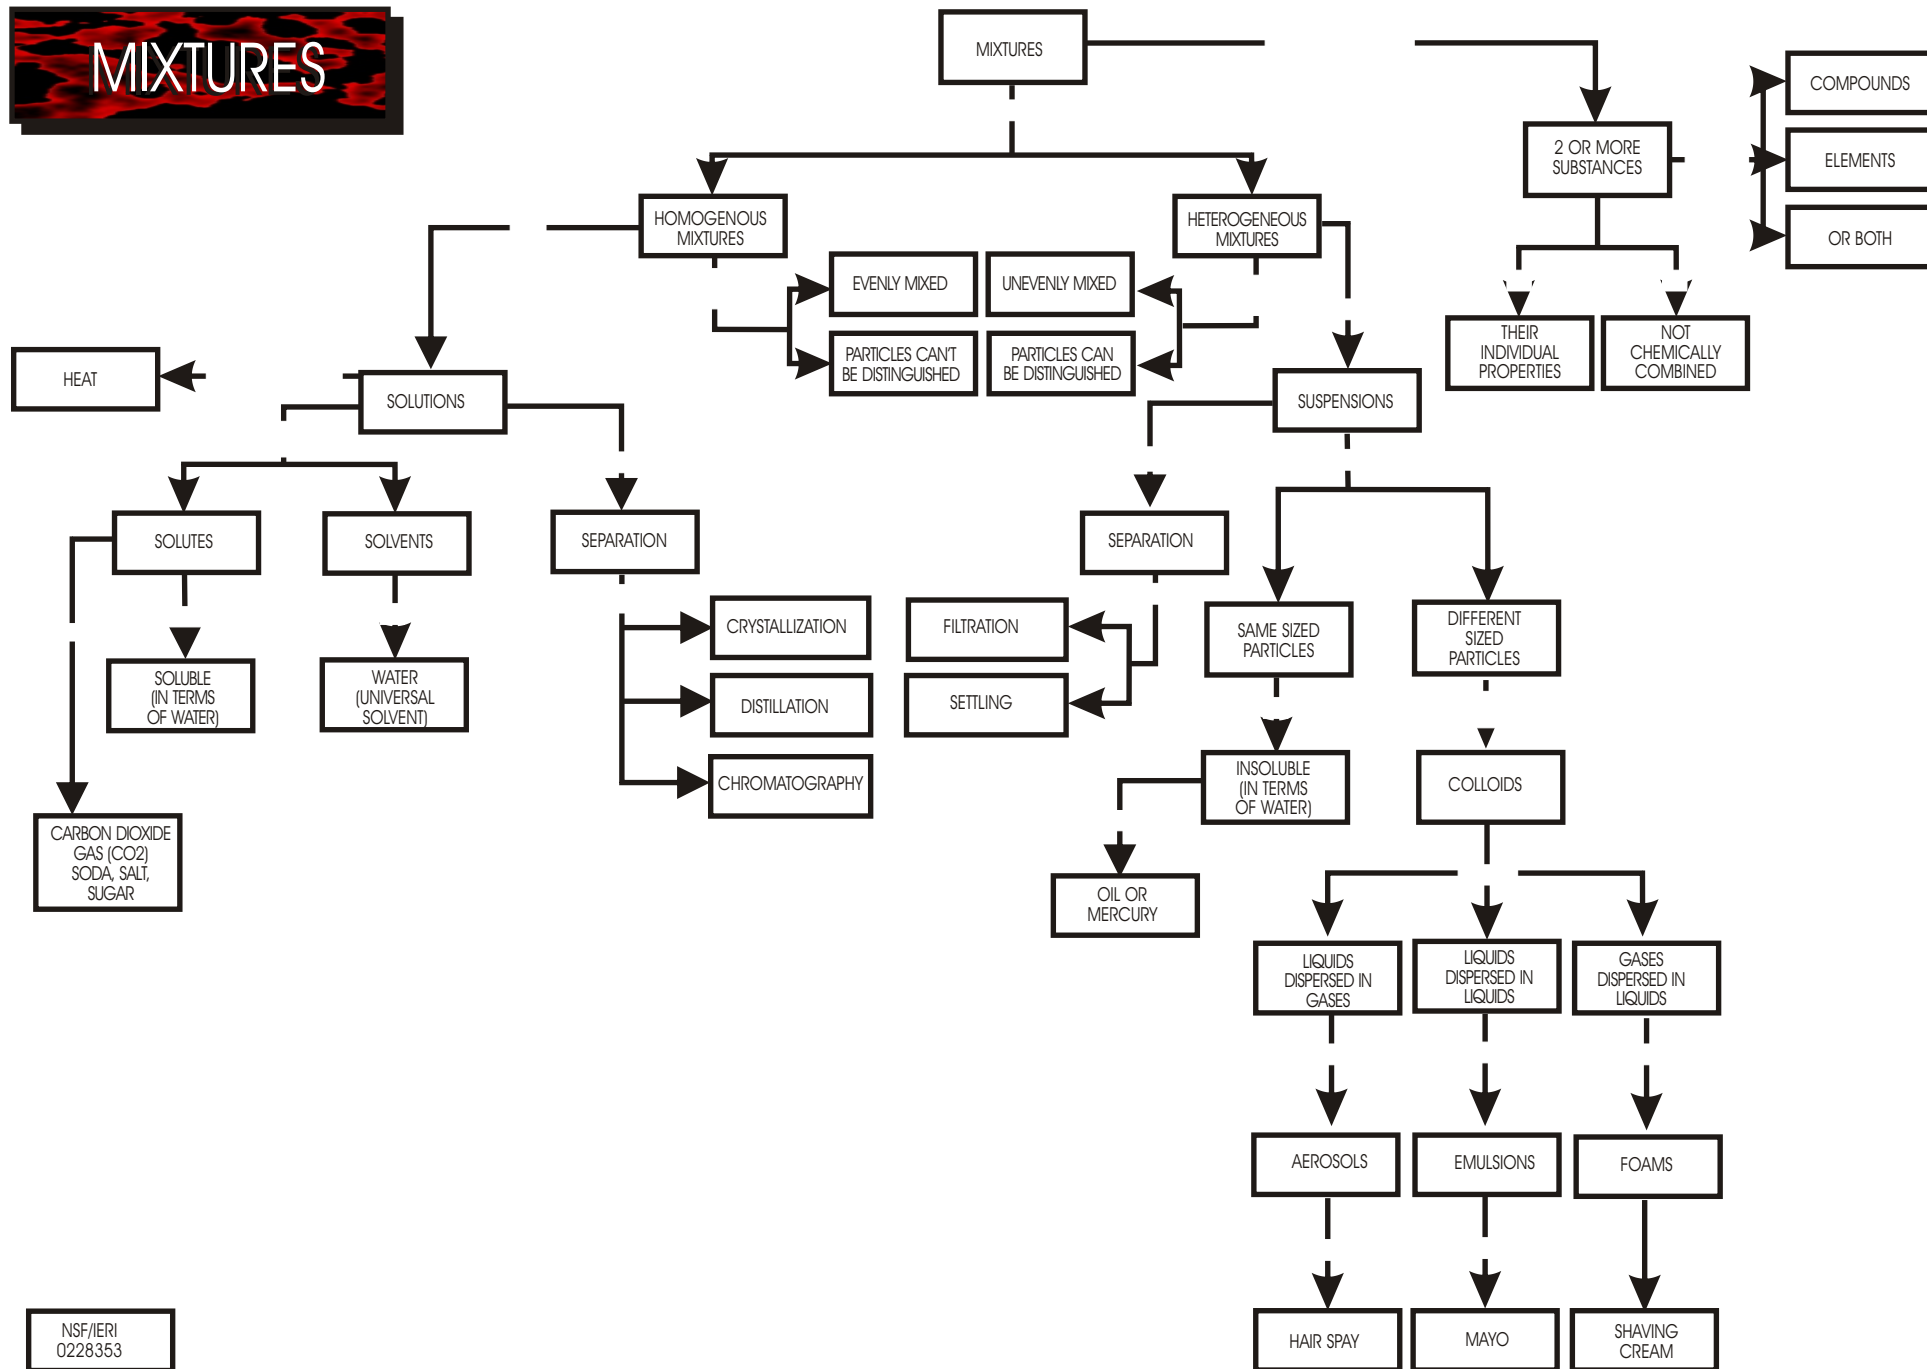 MIXTURES
MIXTURES
COMPOUNDS
2 OR MORE
SUBSTANCES
ELEMENTS
OR BOTH
HOMOGENOUS
MIXTURES
HETEROGENEOUS
MIXTURES
EVENLY MIXED
UNEVENLY MIXED
PARTICLES CAN'T
BE DISTINGUISHED
PARTICLES CAN
BE DISTINGUISHED
THEIR
INDIVIDUAL
PROPERTIES
NOT
CHEMICALLY
COMBINED
HEAT
SOLUTIONS
SUSPENSIONS
SOLUTES
SOLVENTS
SEPARATION
SEPARATION
CRYSTALLIZATION
FILTRATION
SAME SIZED
PARTICLES
DIFFERENT
SIZED
PARTICLES
SOLUBLE
(IN TERMS
OF WATER)
WATER
(UNIVERSAL
SOLVENT)
DISTILLATION
SETTLING
CHROMATOGRAPHY
INSOLUBLE
(IN TERMS
OF WATER)
COLLOIDS
CARBON DIOXIDE
GAS (CO2)
SODA, SALT,
SUGAR
OIL OR
MERCURY
LIQUIDS
DISPERSED IN
GASES
LIQUIDS
DISPERSED IN
LIQUIDS
GASES
DISPERSED IN
LIQUIDS
AEROSOLS
EMULSIONS
FOAMS
HAIR SPAY
MAYO
SHAVING
CREAM
NSF/IERI
0228353